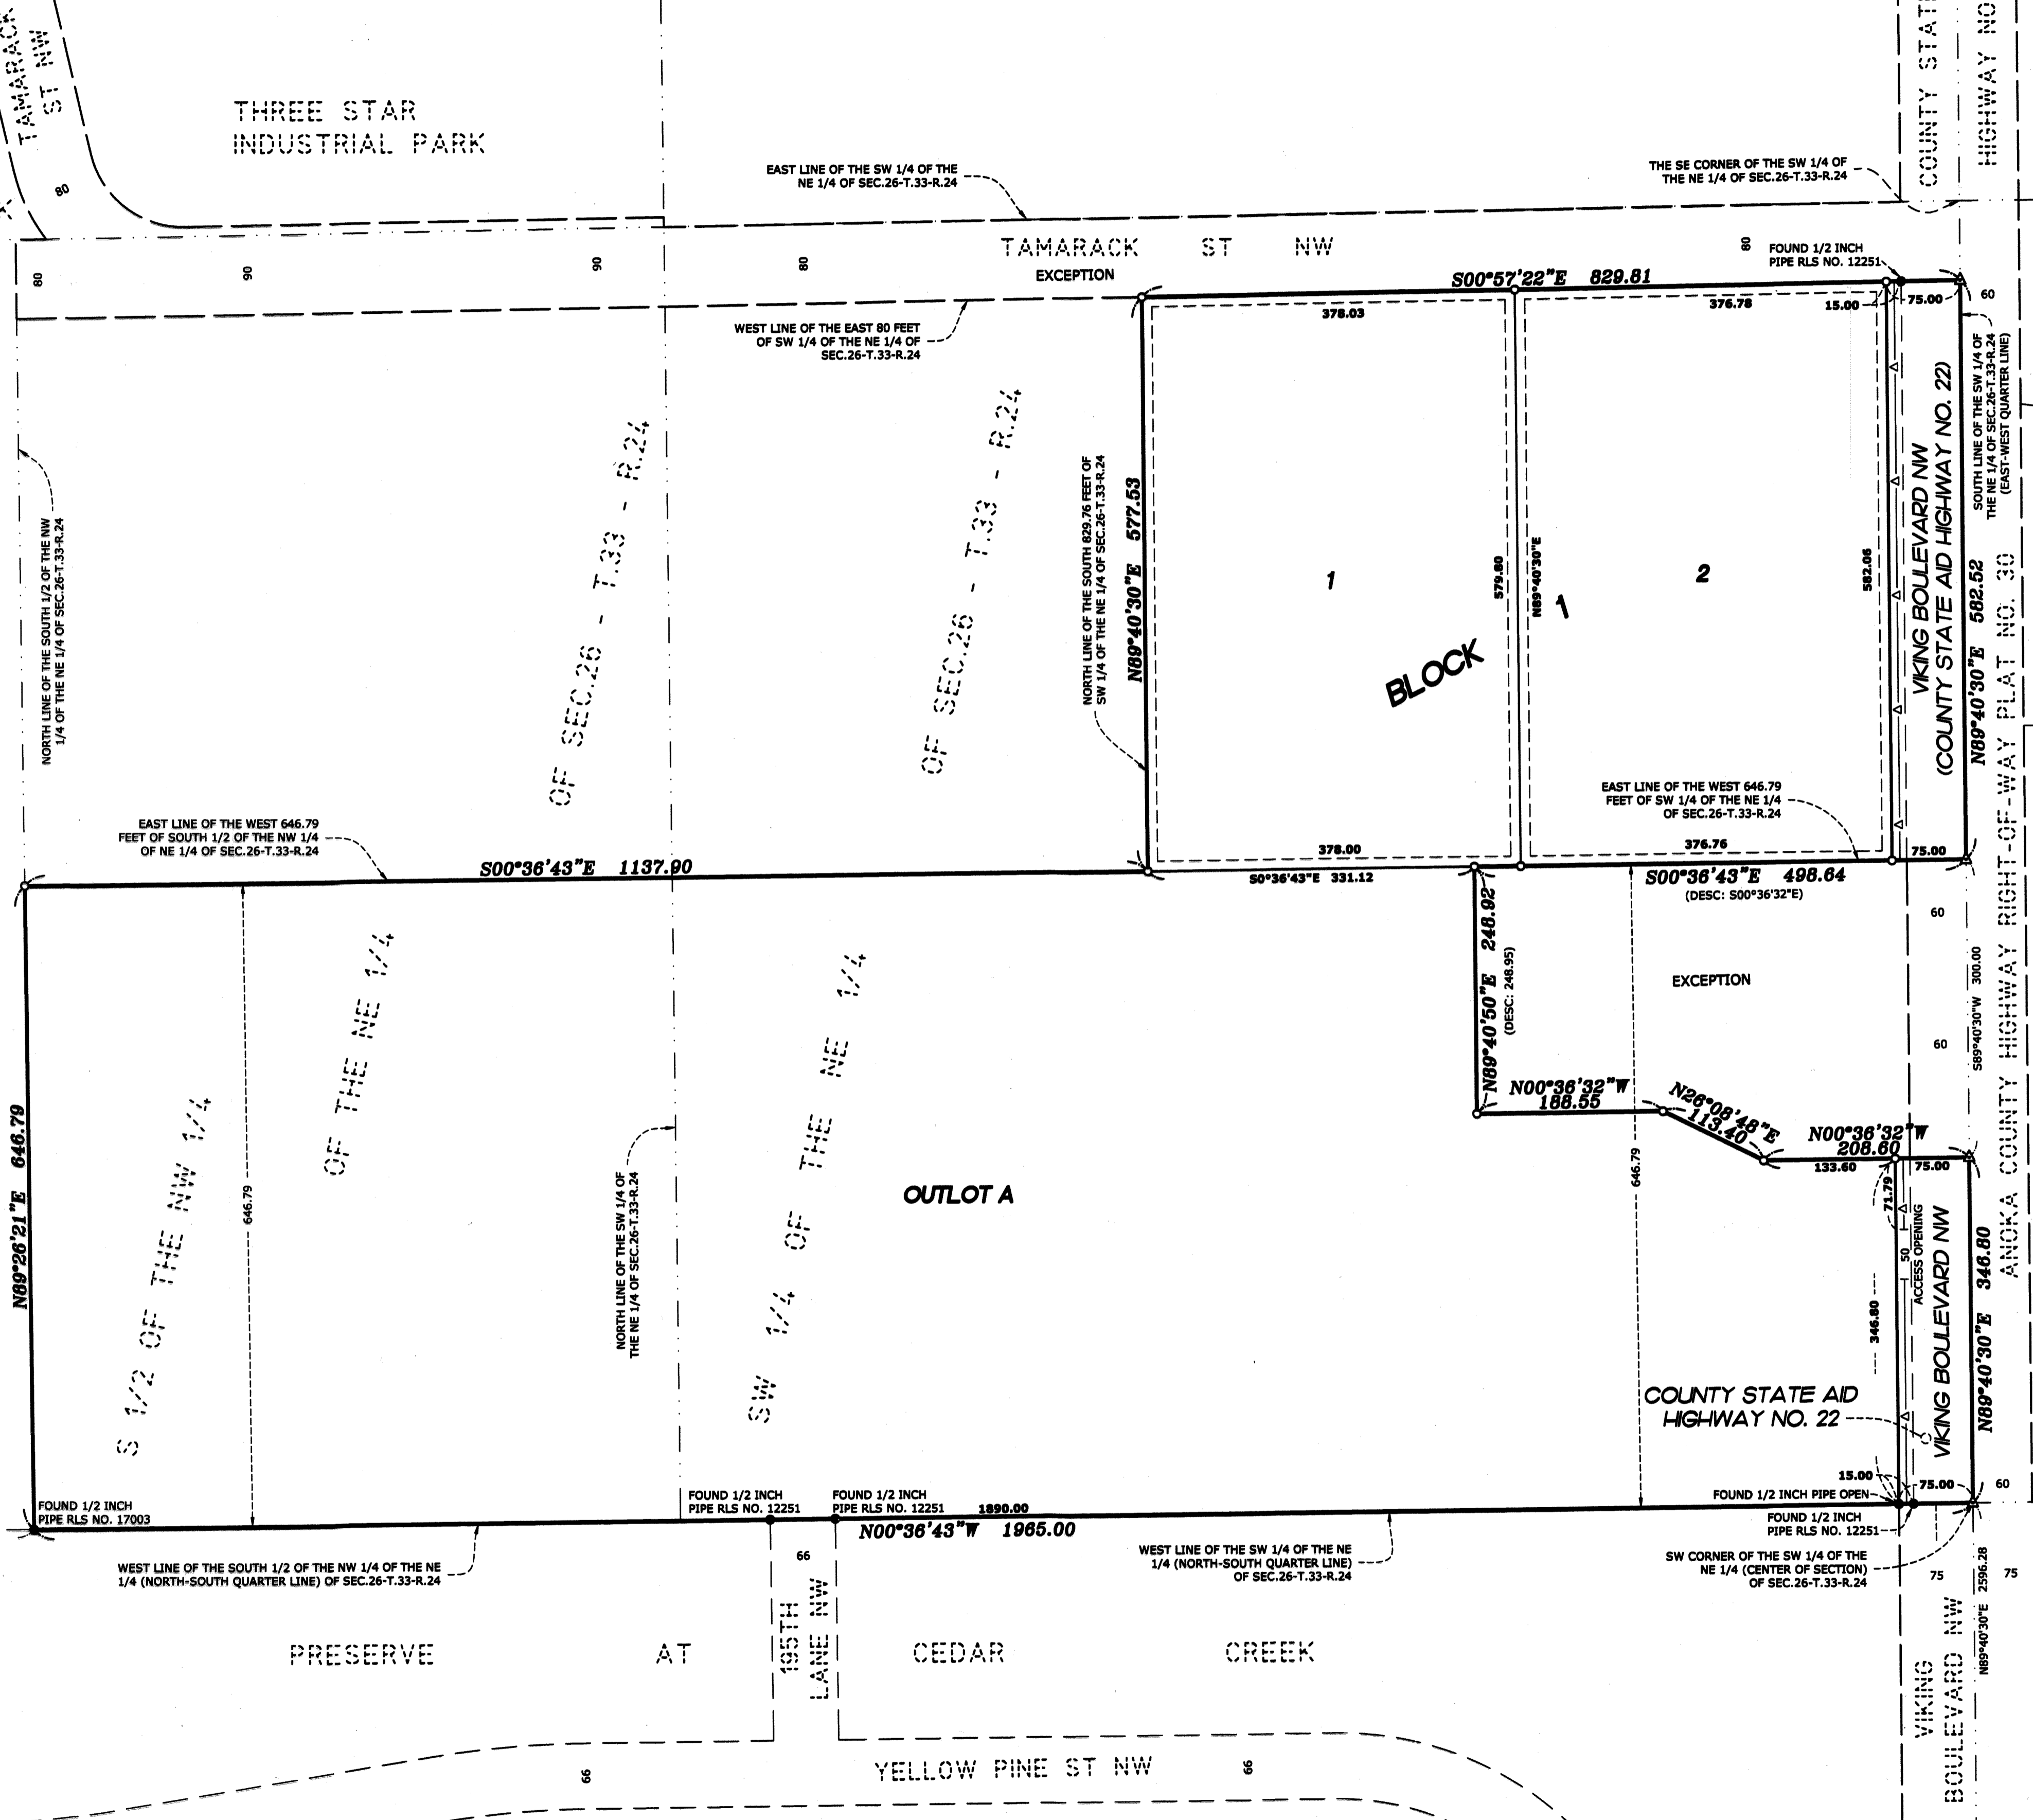 TAMARACK
ST NW
80
THREE STAR
INDUSTRIAL PARK
EAST LINE OF THE SW 1/4 OF THE
NE 1/4 OF SEC.26-T.33-R.24
THE SE CORNER OF THE SW 1/4 OF
THE NE 1/4 OF SEC.26-T.33-R.24
COUNTY STATE
HIGHWAY NO
80
90
90
80
TAMARACK ST NW
EXCEPTION
80
FOUND 1/2 INCH
PIPE RLS NO. 12251
S00°57'22"E 829.81
378.03
376.78
15.00
75.00
60
WEST LINE OF THE EAST 80 FEET
OF SW 1/4 OF THE NE 1/4 OF
SEC.26-T.33-R.24
NORTH LINE OF THE SOUTH 1/2 OF THE NW
1/4 OF THE NE 1/4 OF SEC.26-T.33-R.24
OF SEC.26 - T.33 - R.24
OF SEC.26 - T.33 - R.24
NORTH LINE OF THE SOUTH 829.76 FEET OF
SW 1/4 OF THE NE 1/4 OF SEC.26-T.33-R.24
N89°40'30"E 577.53
1
BLOCK
1
579.80
N89°40'30"E
2
582.06
VIKING BOULEVARD NW
(COUNTY STATE AID HIGHWAY NO. 22)
N89°40'30"E 582.52
SOUTH LINE OF THE SW 1/4 OF
THE NE 1/4 OF SEC.26-T.33-R.24
(EAST-WEST QUARTER LINE)
ANOKA COUNTY HIGHWAY RIGHT-OF-WAY PLAT NO. 30
EAST LINE OF THE WEST 646.79
FEET OF SW 1/4 OF THE NE 1/4
OF SEC.26-T.33-R.24
EAST LINE OF THE WEST 646.79
FEET OF SOUTH 1/2 OF THE NW 1/4
OF NE 1/4 OF SEC.26-T.33-R.24
S00°36'43"E 1137.90
378.00
376.76
75.00
S0°36'43"E 331.12
S00°36'43"E 498.64
(DESC: S00°36'32"E)
60
N89°40'50"E 248.92
(DESC: 248.95)
EXCEPTION
60
S89°40'30"W 300.00
N00°36'32"W
188.55
N26°08'48"E
113.40
N00°36'32"W
208.60
133.60
75.00
N89°26'21"E 646.79
S 1/2 OF THE NW 1/4
OF THE NE 1/4
646.79
NORTH LINE OF THE SW 1/4 OF
THE NE 1/4 OF SEC.26-T.33-R.24
SW 1/4 OF THE NE 1/4
OUTLOT A
646.79
71.79
50
ACCESS OPENING
346.80
VIKING BOULEVARD NW
N89°40'30"E 346.80
COUNTY STATE AID
HIGHWAY NO. 22
15.00
75.00
60
FOUND 1/2 INCH
PIPE RLS NO. 17003
FOUND 1/2 INCH
PIPE RLS NO. 12251
FOUND 1/2 INCH
PIPE RLS NO. 12251
1890.00
N00°36'43"W 1965.00
FOUND 1/2 INCH PIPE OPEN
FOUND 1/2 INCH
PIPE RLS NO. 12251
WEST LINE OF THE SOUTH 1/2 OF THE NW 1/4 OF THE NE
1/4 (NORTH-SOUTH QUARTER LINE) OF SEC.26-T.33-R.24
66
WEST LINE OF THE SW 1/4 OF THE NE
1/4 (NORTH-SOUTH QUARTER LINE)
OF SEC.26-T.33-R.24
SW CORNER OF THE SW 1/4 OF THE
NE 1/4 (CENTER OF SECTION)
OF SEC.26-T.33-R.24
75
N89°40'30"E 2596.28
75
PRESERVE AT CEDAR CREEK
195TH
LANE NW
VIKING
BOULEVARD NW
66
YELLOW PINE ST NW
66